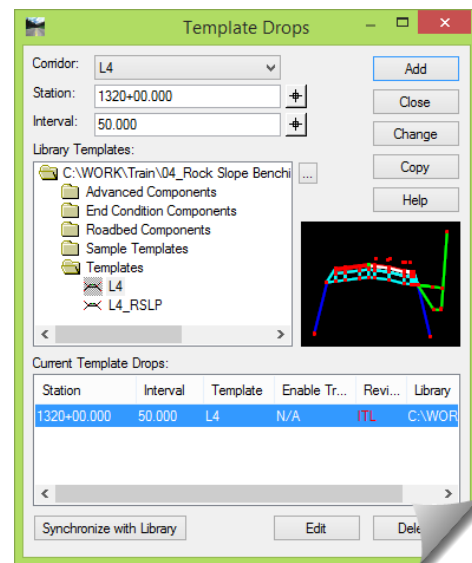 Template Drops
Corridor: L4 Add
Station: 1320+00.000 Close
Interval: 50.000 Change
Library Templates: Copy
C:\WORK\Train\04_Rock Slope Benchi ... Help
Advanced Components
End Condition Components
Roadbed Components
Sample Templates
Templates
L4
L4_RSLP
Current Template Drops:
Station Interval Template Enable Tr... Revi... Library
1320+00.000 50.000 L4 N/A ITL C:\WOR
Synchronize with Library Edit Dele